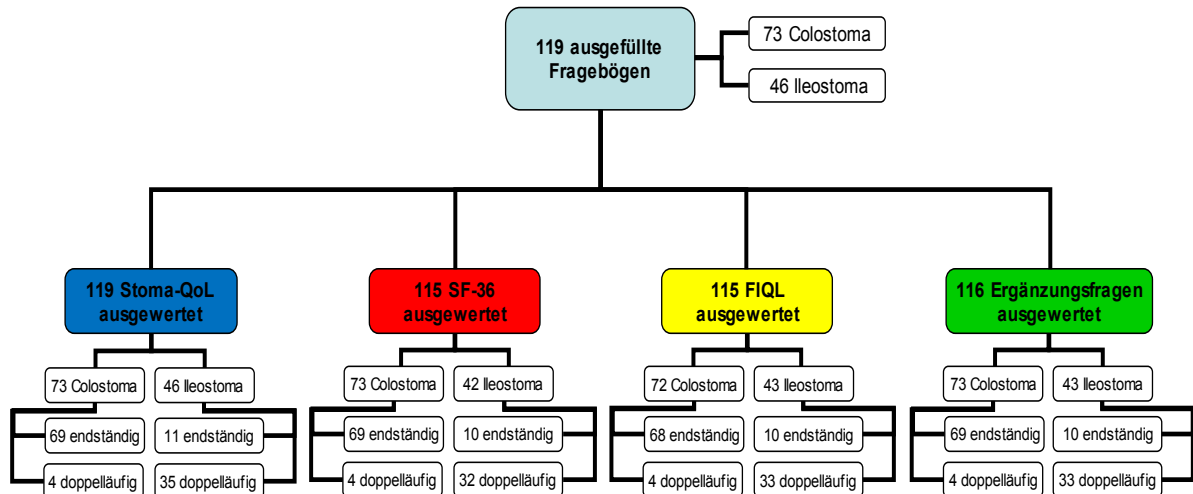 119 ausgefüllte
Fragebögen
73 Colostoma
46 Ileostoma
119 Stoma-QoL
ausgewertet
115 SF-36
ausgewertet
115 FIQL
ausgewertet
116 Ergänzungsfragen
ausgewertet
73 Colostoma
46 Ileostoma
73 Colostoma
42 Ileostoma
72 Colostoma
43 Ileostoma
73 Colostoma
43 Ileostoma
69 endständig
11 endständig
69 endständig
10 endständig
68 endständig
10 endständig
69 endständig
10 endständig
4 doppelläufig
35 doppelläufig
4 doppelläufig
32 doppelläufig
4 doppelläufig
33 doppelläufig
4 doppelläufig
33 doppelläufig